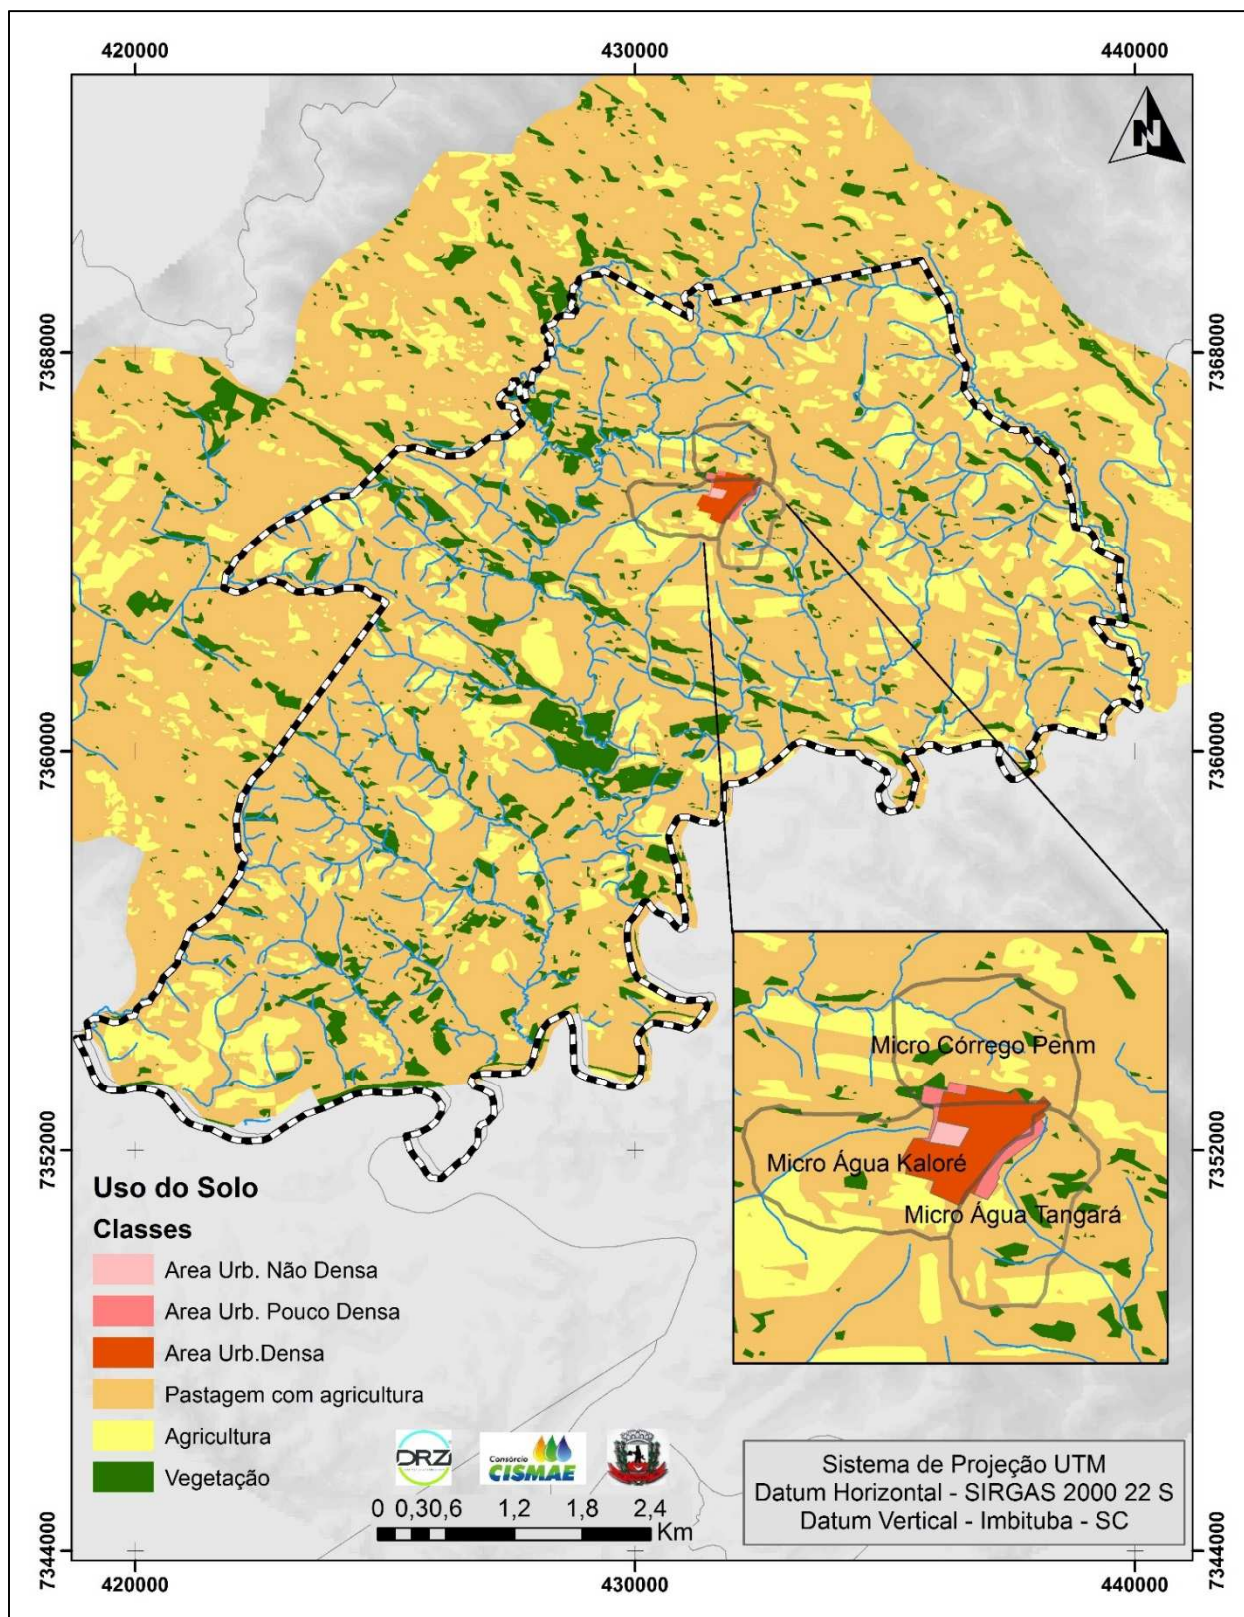 420000
430000
440000
N
7368000
7368000
7360000
7360000
Micro Córrego Penm
Micro Água Kaloré
Micro Água Tangará
7352000
7352000
Uso do Solo
Classes
Area Urb. Não Densa
Area Urb. Pouco Densa
Area Urb.Densa
Pastagem com agricultura
Agricultura
Vegetação
DRZ
Consórcio
CISMAE
0 0,30,6 1,2 1,8 2,4
Km
Sistema de Projeção UTM
Datum Horizontal - SIRGAS 2000 22 S
Datum Vertical - Imbituba - SC
7344000
7344000
420000
430000
440000